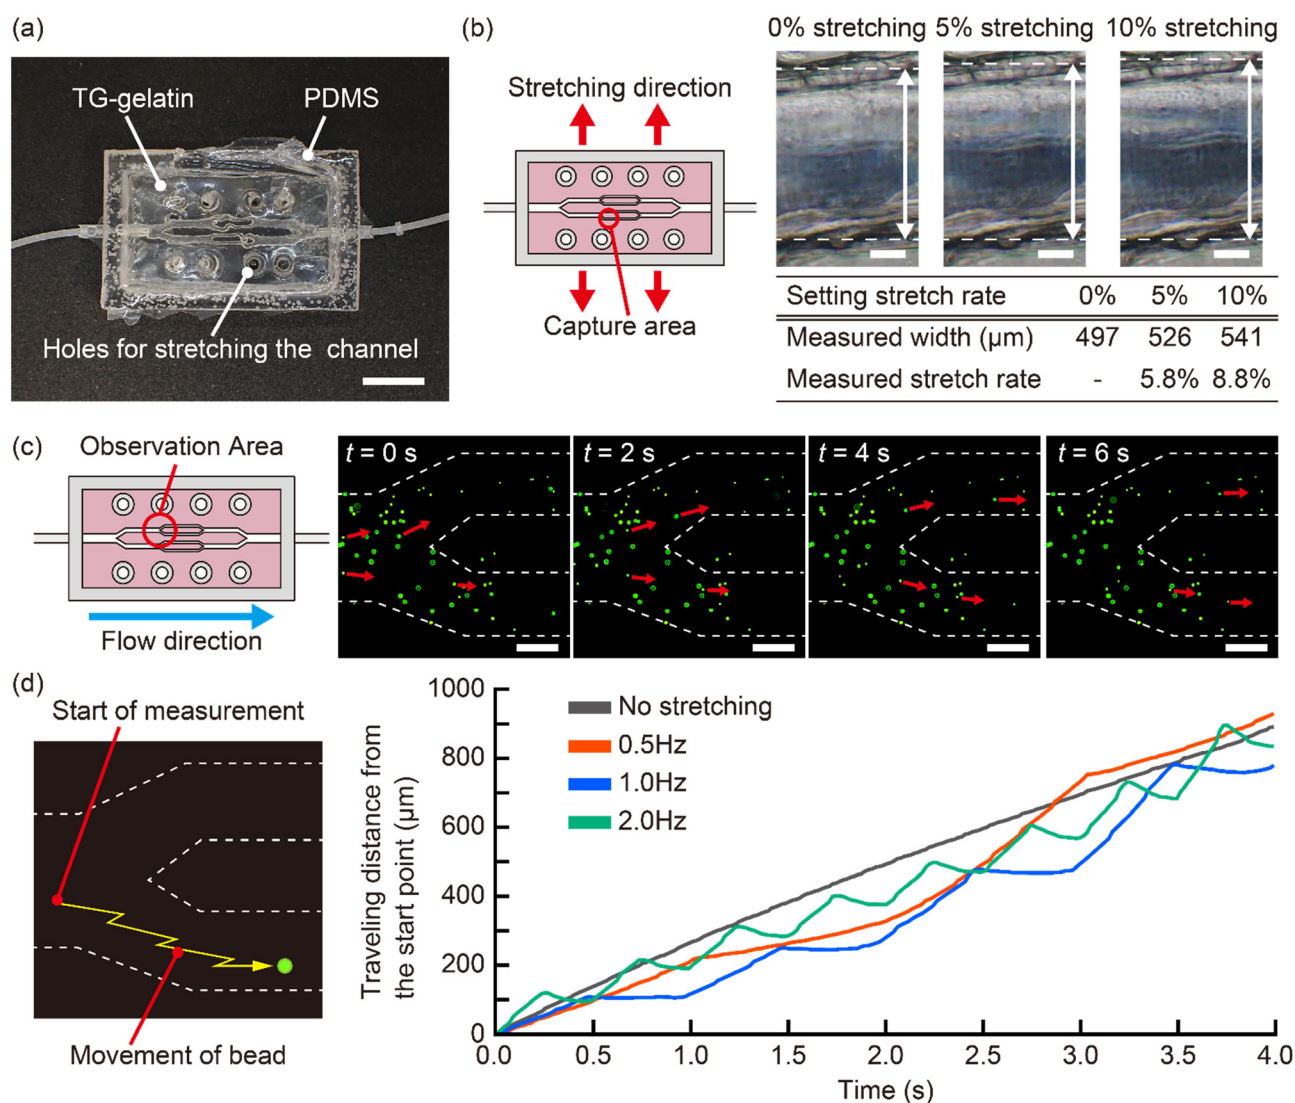 (a)
TG-gelatin
PDMS
Holes for stretching the channel
(b)
Stretching direction
Capture area
0% stretching
5% stretching
10% stretching
Setting stretch rate 0% 5% 10%
Measured width (µm) 497 526 541
Measured stretch rate - 5.8% 8.8%
(c)
Observation Area
Flow direction
t = 0 s
t = 2 s
t = 4 s
t = 6 s
(d)
Start of measurement
Movement of bead
Traveling distance from
the start point (µm)
1000
800
600
400
200
0
No stretching
0.5Hz
1.0Hz
2.0Hz
0.0 0.5 1.0 1.5 2.0 2.5 3.0 3.5 4.0
Time (s)